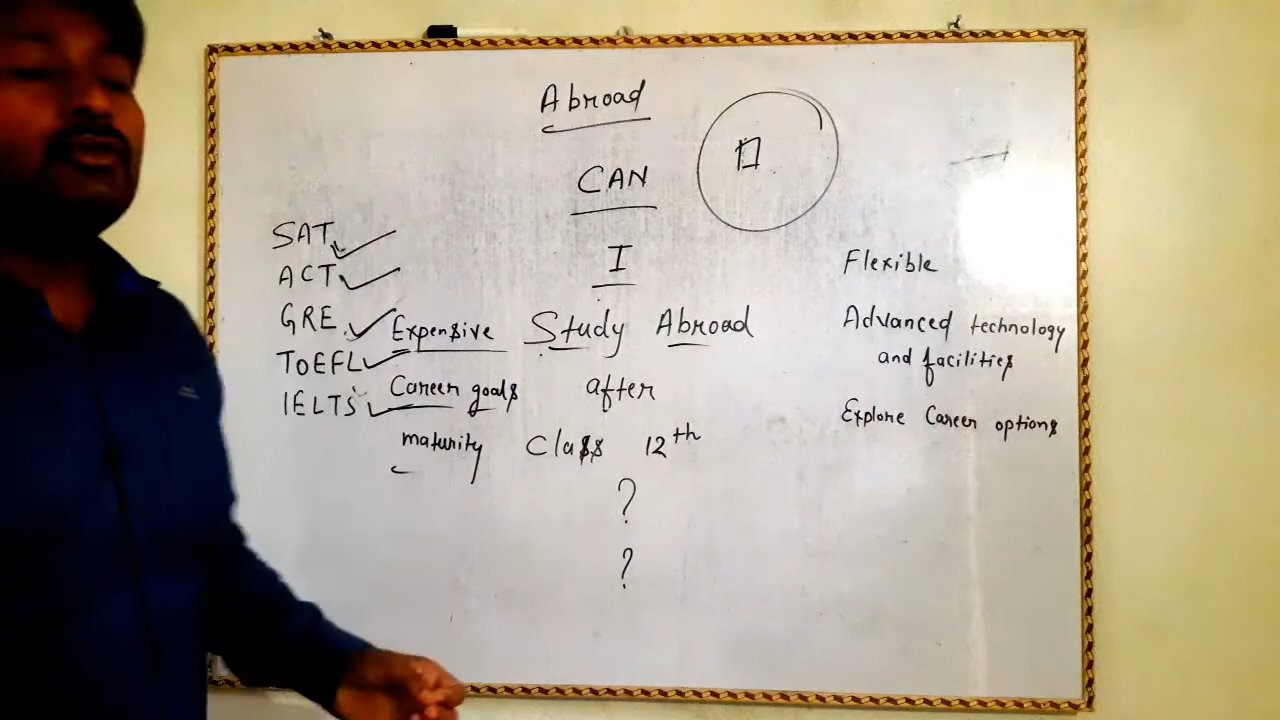 Abroad
CAN
I
Study Abroad
after
Class 12th
?
?
SAT
ACT
GRE
TOEFL
IELTS
Expensive
Career goals
maturity
Flexible
Advanced technology
and facilities
Explore Career options